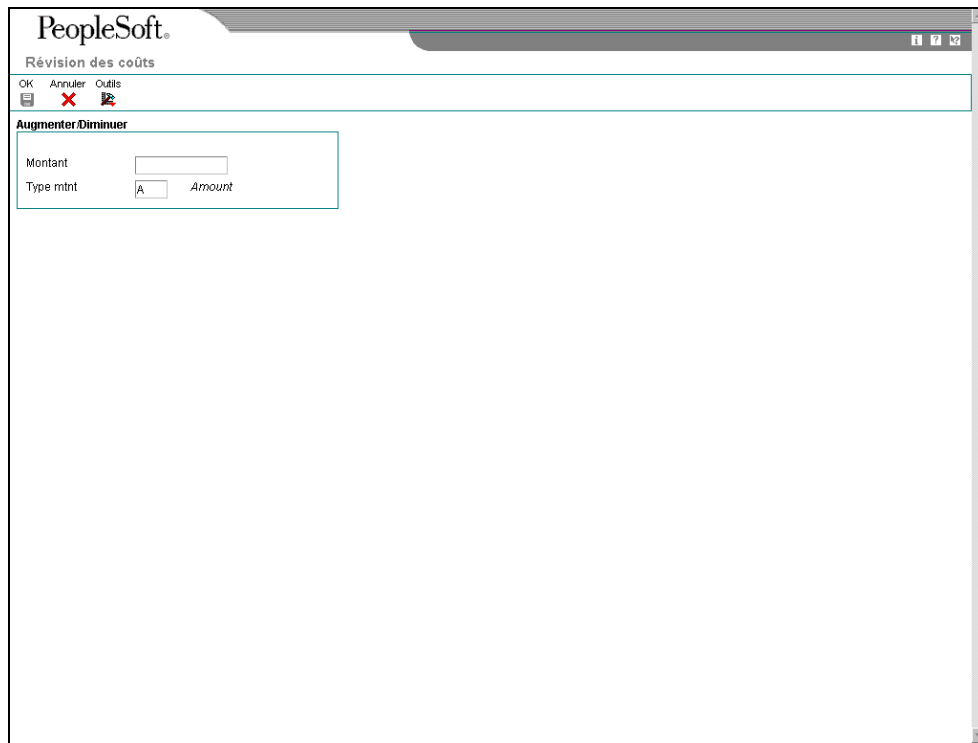 PeopleSoft®
Révision des coûts
OK Annuler Outils
Augmenter/Diminuer
Montant
Type mtnt A Amount